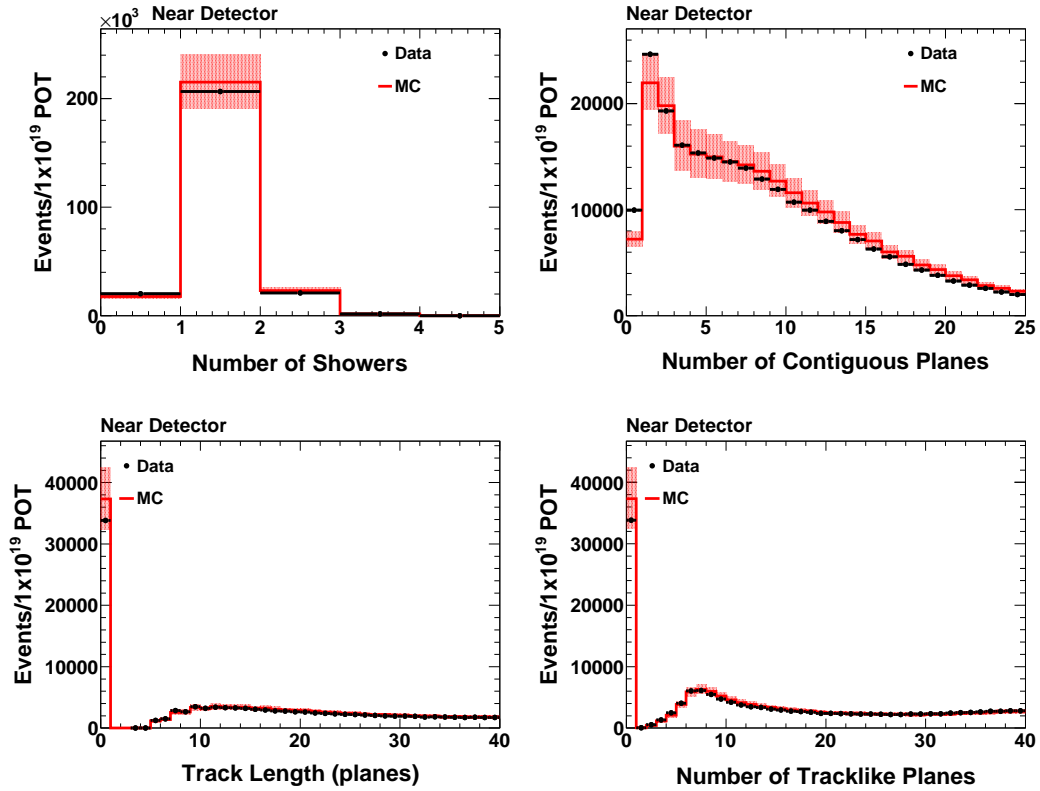 Near Detector
×10³
Data
MC
200
100
0
0 1 2 3 4 5
Events/1x10¹⁹ POT
Number of Showers
Near Detector
Data
MC
20000
10000
0
0 5 10 15 20 25
Events/1x10¹⁹ POT
Number of Contiguous Planes
Near Detector
Data
MC
40000
30000
20000
10000
0
0 10 20 30 40
Events/1x10¹⁹ POT
Track Length (planes)
Near Detector
Data
MC
40000
30000
20000
10000
0
0 10 20 30 40
Events/1x10¹⁹ POT
Number of Tracklike Planes